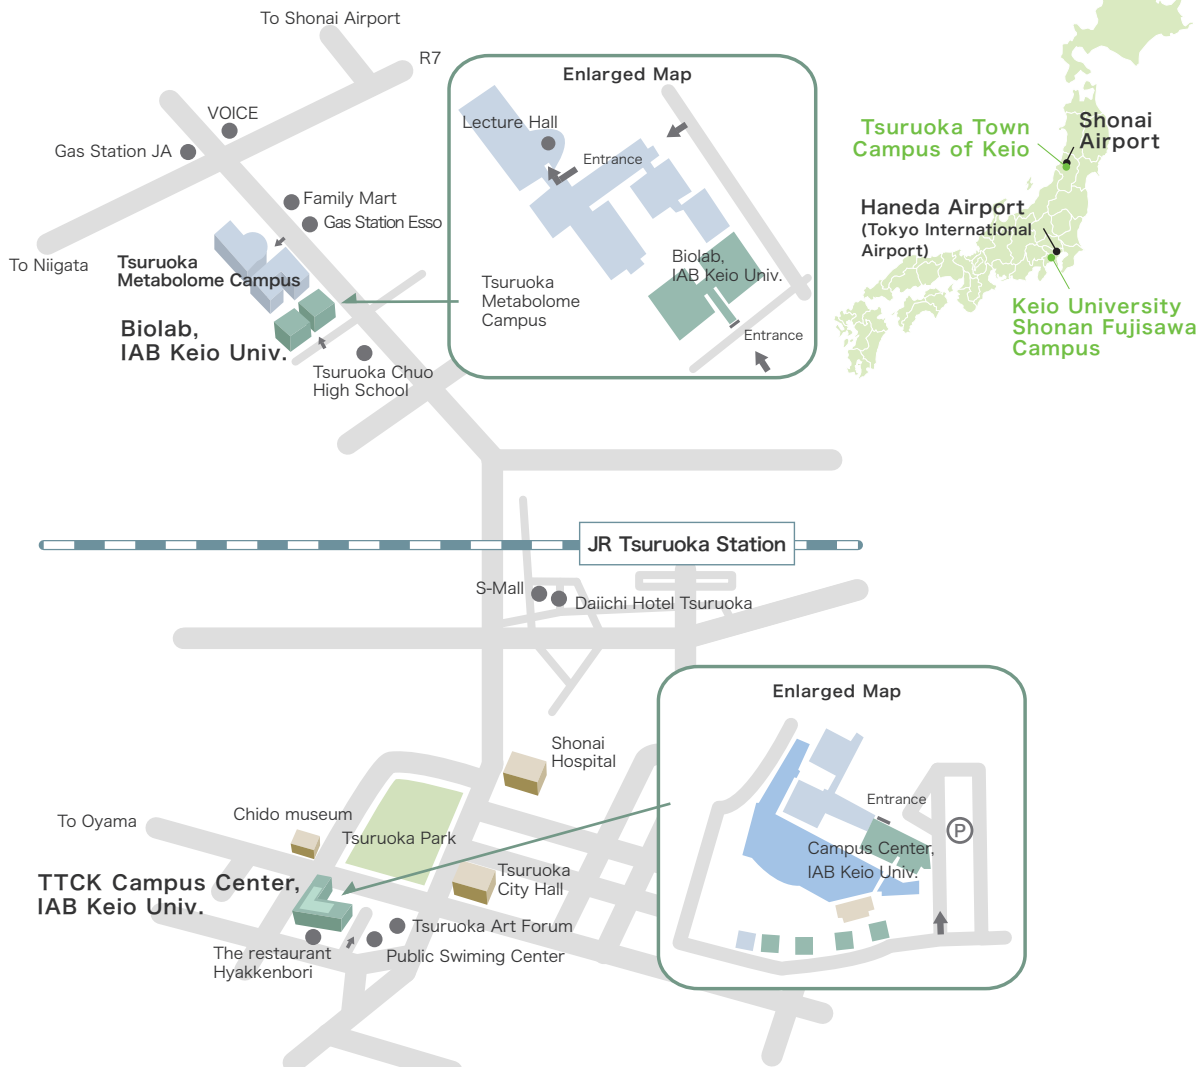 To Shonai Airport
R7
VOICE
Gas Station JA
Family Mart
Gas Station Esso
To Niigata
Tsuruoka
Metabolome Campus
Biolab,
IAB Keio Univ.
Tsuruoka Chuo
High School
Enlarged Map
Lecture Hall
Entrance
Biolab,
IAB Keio Univ.
Tsuruoka
Metabolome
Campus
Entrance
Tsuruoka Town
Campus of Keio
Shonai
Airport
Haneda Airport
(Tokyo International
Airport)
Keio University
Shonan Fujisawa
Campus
JR Tsuruoka Station
S-Mall
Daiichi Hotel Tsuruoka
Shonai
Hospital
Chido museum
To Oyama
Tsuruoka Park
TTCK Campus Center,
IAB Keio Univ.
Tsuruoka
City Hall
Tsuruoka Art Forum
Public Swiming Center
The restaurant
Hyakkenbori
Enlarged Map
Entrance
P
Campus Center,
IAB Keio Univ.